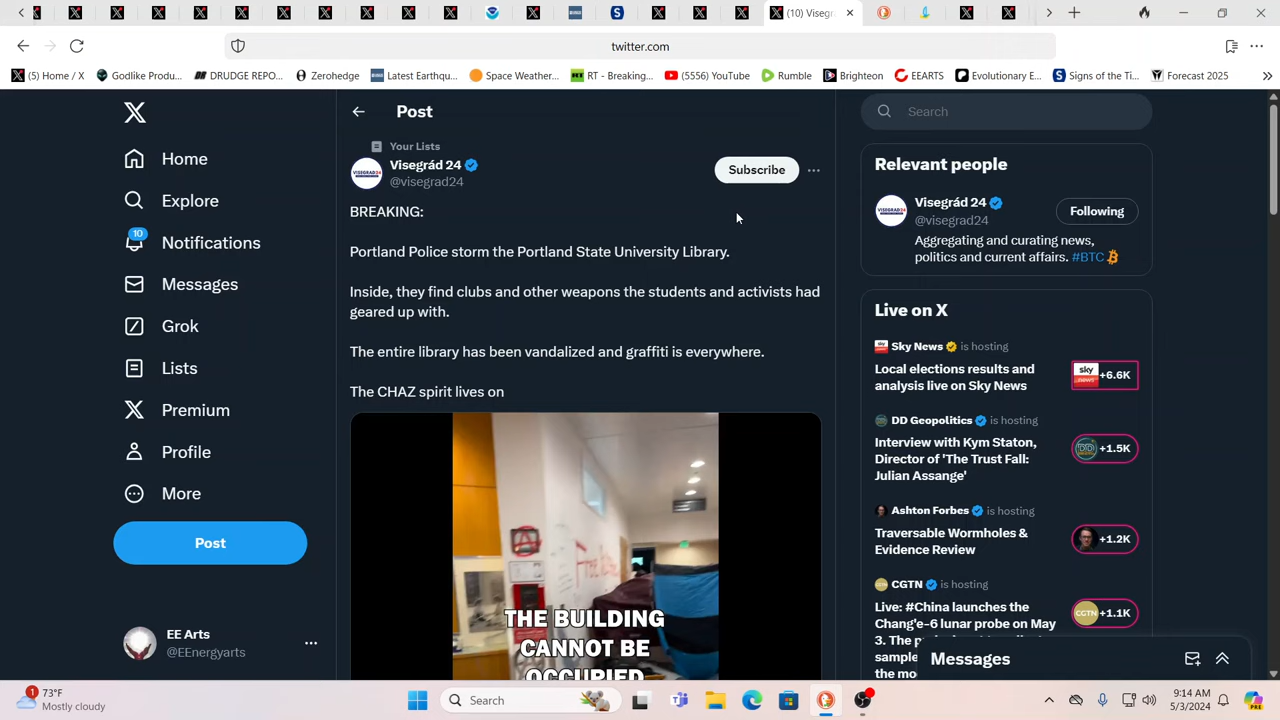 (10) Visegr
twitter.com
(5) Home / X
Godlike Produ...
DRUDGE REPO...
Zerohedge
Latest Earthqu...
Space Weather...
RT - Breaking...
(5556) YouTube
Rumble
Brighteon
EEARTS
Evolutionary E...
Signs of the Ti...
Forecast 2025
Home
Explore
10
Notifications
Messages
Grok
Lists
Premium
Profile
More
Post
EE Arts
@EEnergyarts
Post
Your Lists
Visegrád 24
@visegrad24
Subscribe
BREAKING:
Portland Police storm the Portland State University Library.
Inside, they find clubs and other weapons the students and activists had
geared up with.
The entire library has been vandalized and graffiti is everywhere.
The CHAZ spirit lives on
THE BUILDING
CANNOT BE
OCCUPIED
Search
Relevant people
Visegrád 24
@visegrad24
Following
Aggregating and curating news,
politics and current affairs. #BTC
Live on X
Sky News is hosting
Local elections results and
analysis live on Sky News
sky
news
+6.6K
DD Geopolitics is hosting
Interview with Kym Staton,
Director of 'The Trust Fall:
Julian Assange'
+1.5K
Ashton Forbes is hosting
Traversable Wormholes &
Evidence Review
+1.2K
CGTN is hosting
Live: #China launches the
Chang'e-6 lunar probe on May
CGTN
+1.1K
Messages
1
73°F
Mostly cloudy
Search
9:14 AM
5/3/2024